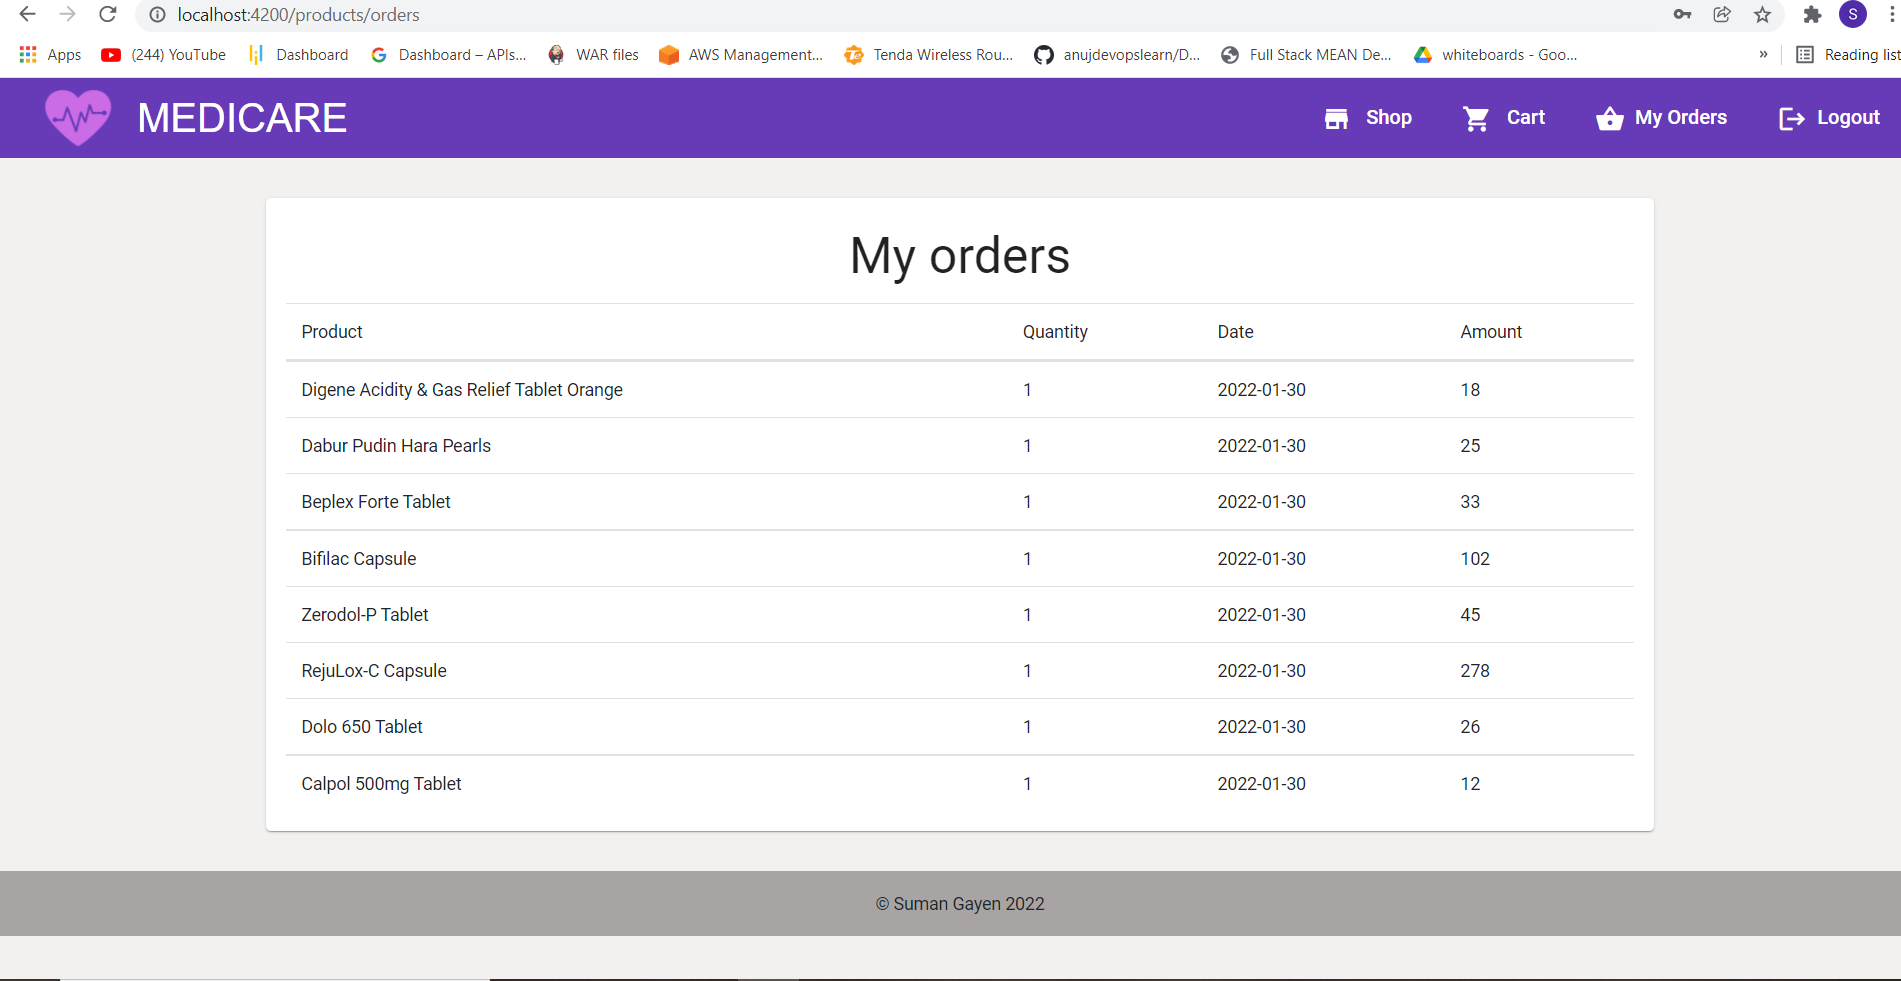 localhost:4200/products/orders
S
Apps (244) YouTube Dashboard Dashboard – APIs... WAR files AWS Management... Tenda Wireless Rou... anujdevopslearn/D... Full Stack MEAN De... whiteboards - Goo... » Reading list
MEDICARE Shop Cart My Orders Logout
My orders
Product Quantity Date Amount
Digene Acidity & Gas Relief Tablet Orange 1 2022-01-30 18
Dabur Pudin Hara Pearls 1 2022-01-30 25
Beplex Forte Tablet 1 2022-01-30 33
Bifilac Capsule 1 2022-01-30 102
Zerodol-P Tablet 1 2022-01-30 45
RejuLox-C Capsule 1 2022-01-30 278
Dolo 650 Tablet 1 2022-01-30 26
Calpol 500mg Tablet 1 2022-01-30 12
© Suman Gayen 2022